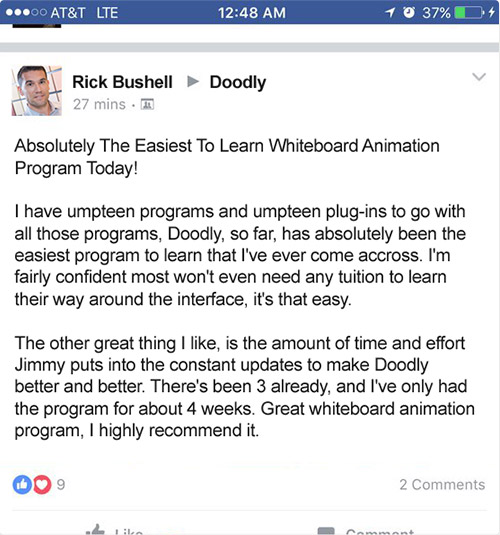 AT&T LTE 12:48 AM 37%
Rick Bushell ▶ Doodly
27 mins ·
Absolutely The Easiest To Learn Whiteboard Animation
Program Today!
I have umpteen programs and umpteen plug-ins to go with
all those programs, Doodly, so far, has absolutely been the
easiest program to learn that I've ever come accross. I'm
fairly confident most won't even need any tuition to learn
their way around the interface, it's that easy.
The other great thing I like, is the amount of time and effort
Jimmy puts into the constant updates to make Doodly
better and better. There's been 3 already, and I've only had
the program for about 4 weeks. Great whiteboard animation
program, I highly recommend it.
9 2 Comments
Like Comment